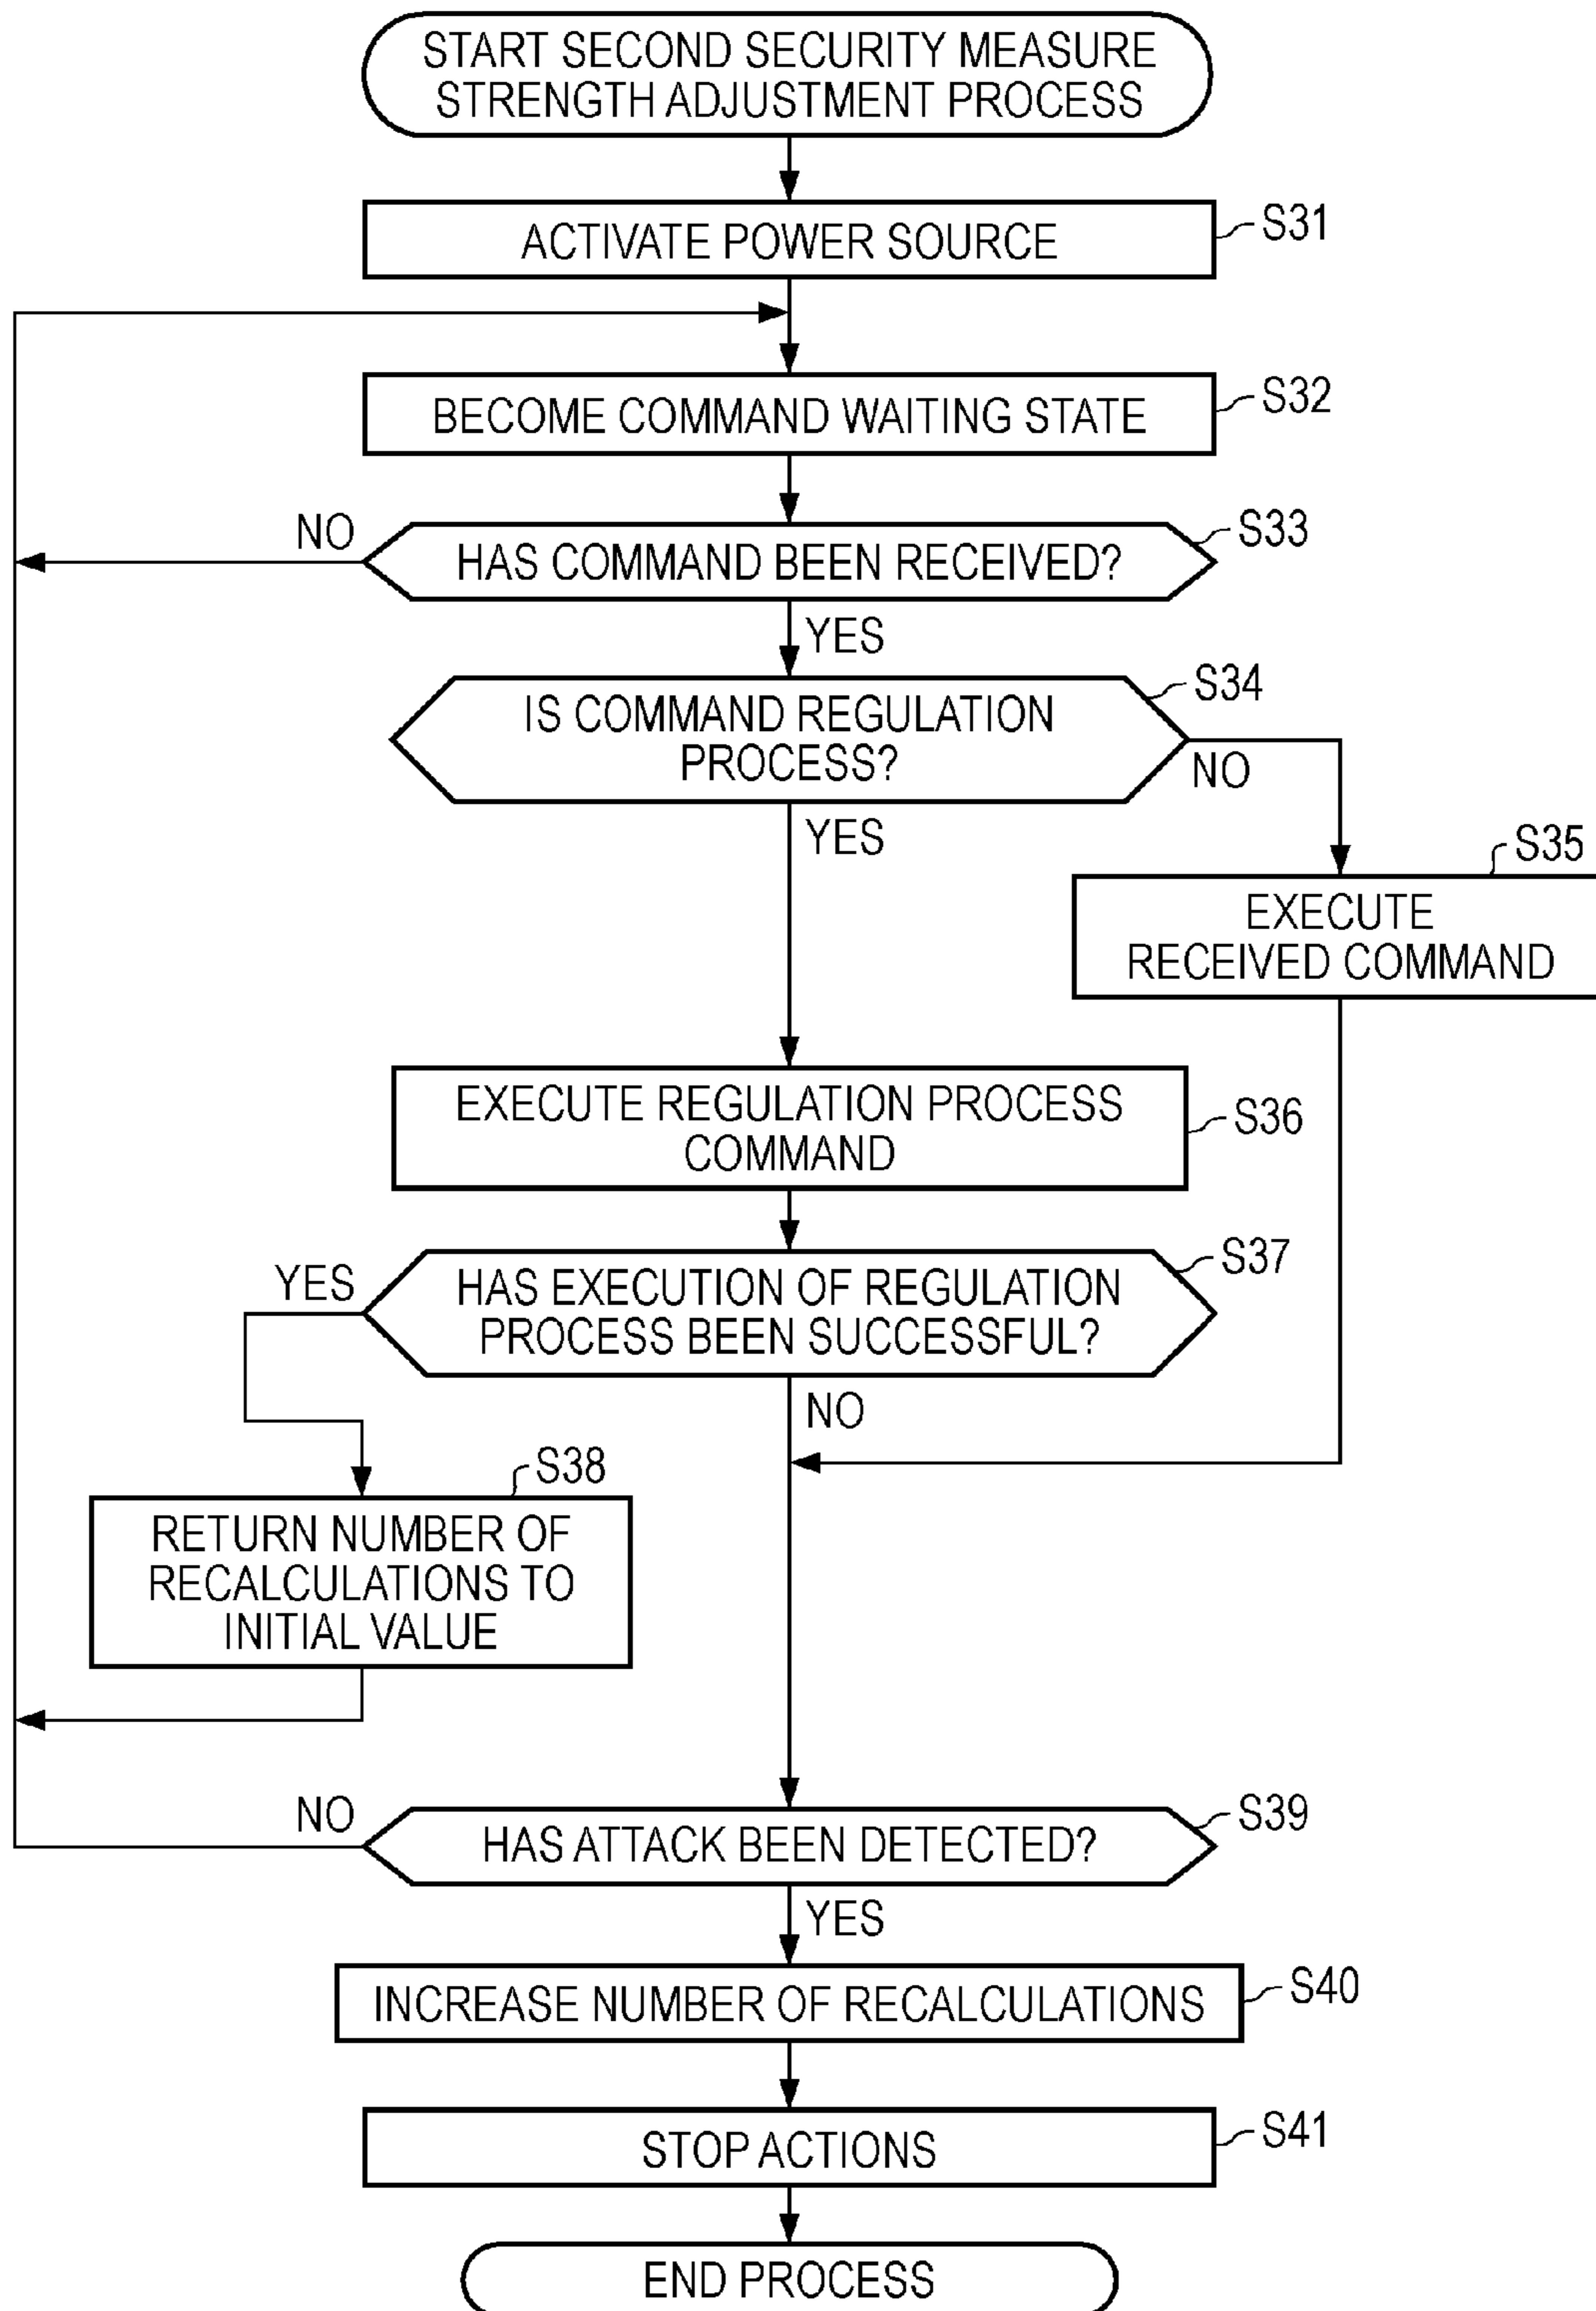 START SECOND SECURITY MEASURE
STRENGTH ADJUSTMENT PROCESS
ACTIVATE POWER SOURCE
S31
BECOME COMMAND WAITING STATE
S32
NO
HAS COMMAND BEEN RECEIVED?
S33
YES
IS COMMAND REGULATION
PROCESS?
S34
NO
YES
S35
EXECUTE
RECEIVED COMMAND
EXECUTE REGULATION PROCESS
COMMAND
S36
YES
HAS EXECUTION OF REGULATION
PROCESS BEEN SUCCESSFUL?
S37
NO
S38
RETURN NUMBER OF
RECALCULATIONS TO
INITIAL VALUE
NO
HAS ATTACK BEEN DETECTED?
S39
YES
INCREASE NUMBER OF RECALCULATIONS
S40
STOP ACTIONS
S41
END PROCESS